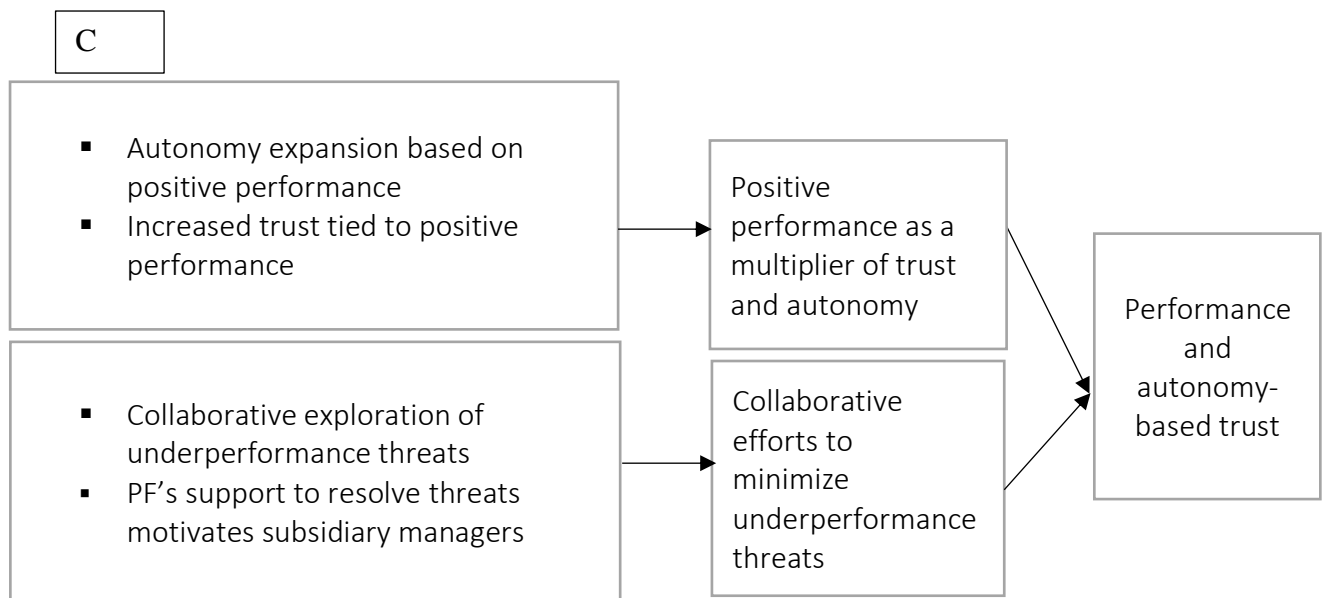 C
▪ Autonomy expansion based on
positive performance
▪ Increased trust tied to positive
performance
Positive
performance as a
multiplier of trust
and autonomy
▪ Collaborative exploration of
underperformance threats
▪ PF’s support to resolve threats
motivates subsidiary managers
Collaborative
efforts to
minimize
underperformance
threats
Performance
and
autonomy-
based trust